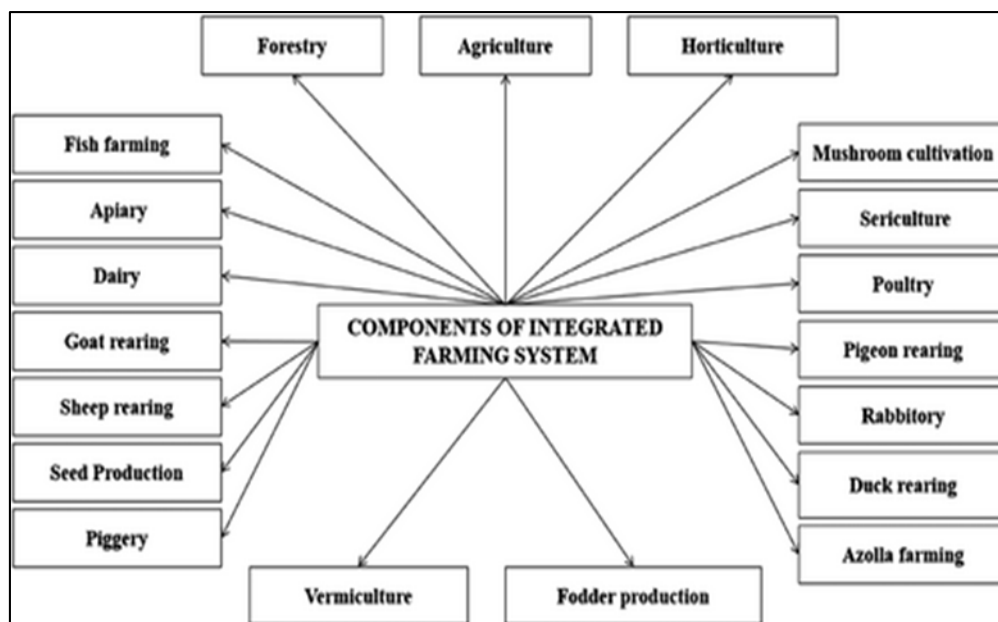 Forestry
Agriculture
Horticulture
Fish farming
Apiary
Dairy
Goat rearing
Sheep rearing
Seed Production
Piggery
COMPONENTS OF INTEGRATED
FARMING SYSTEM
Mushroom cultivation
Sericulture
Poultry
Pigeon rearing
Rabbitory
Duck rearing
Azolla farming
Vermiculture
Fodder production